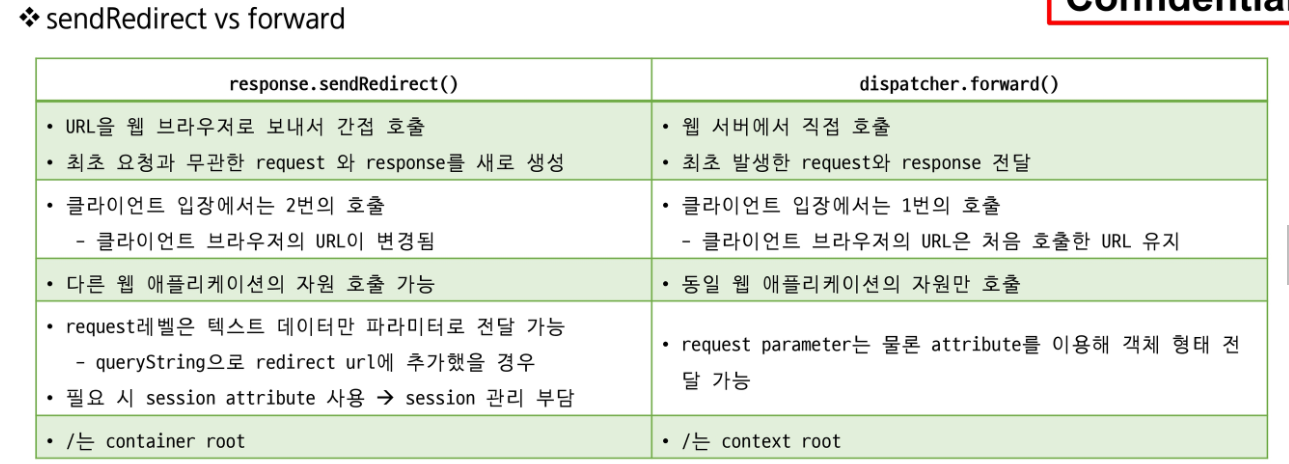 ❖ sendRedirect vs forward
Confidential
response.sendRedirect()
dispatcher.forward()
• URL을 웹 브라우저로 보내서 간접 호출
• 최초 요청과 무관한 request 와 response를 새로 생성
• 웹 서버에서 직접 호출
• 최초 발생한 request와 response 전달
• 클라이언트 입장에서는 2번의 호출
– 클라이언트 브라우저의 URL이 변경됨
• 클라이언트 입장에서는 1번의 호출
– 클라이언트 브라우저의 URL은 처음 호출한 URL 유지
• 다른 웹 애플리케이션의 자원 호출 가능
• 동일 웹 애플리케이션의 자원만 호출
• request레벨은 텍스트 데이터만 파라미터로 전달 가능
– queryString으로 redirect url에 추가했을 경우
• 필요 시 session attribute 사용 → session 관리 부담
• request parameter는 물론 attribute를 이용해 객체 형태 전
달 가능
• /는 container root
• /는 context root